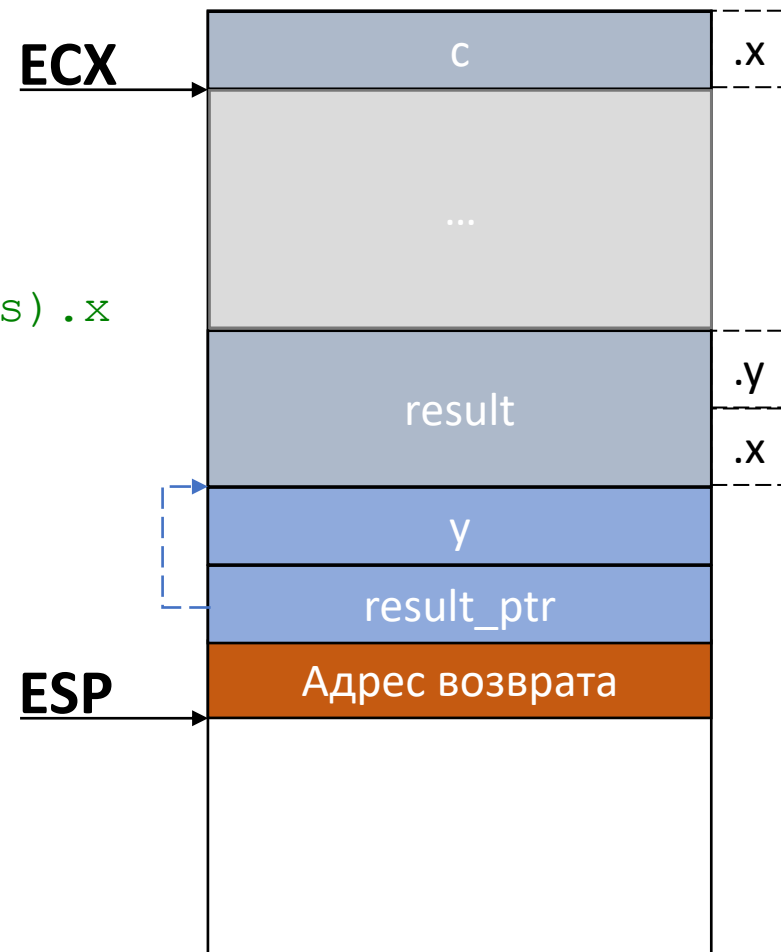 ECX
c
.x
...
s).x
.y
result
.x
y
result_ptr
ESP
Адрес возврата